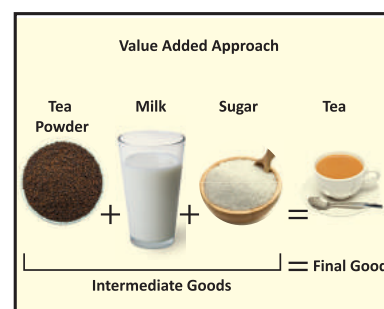 Value Added Approach
Tea Powder
Milk
Sugar
Tea
+ + =
= Final Good
Intermediate Goods